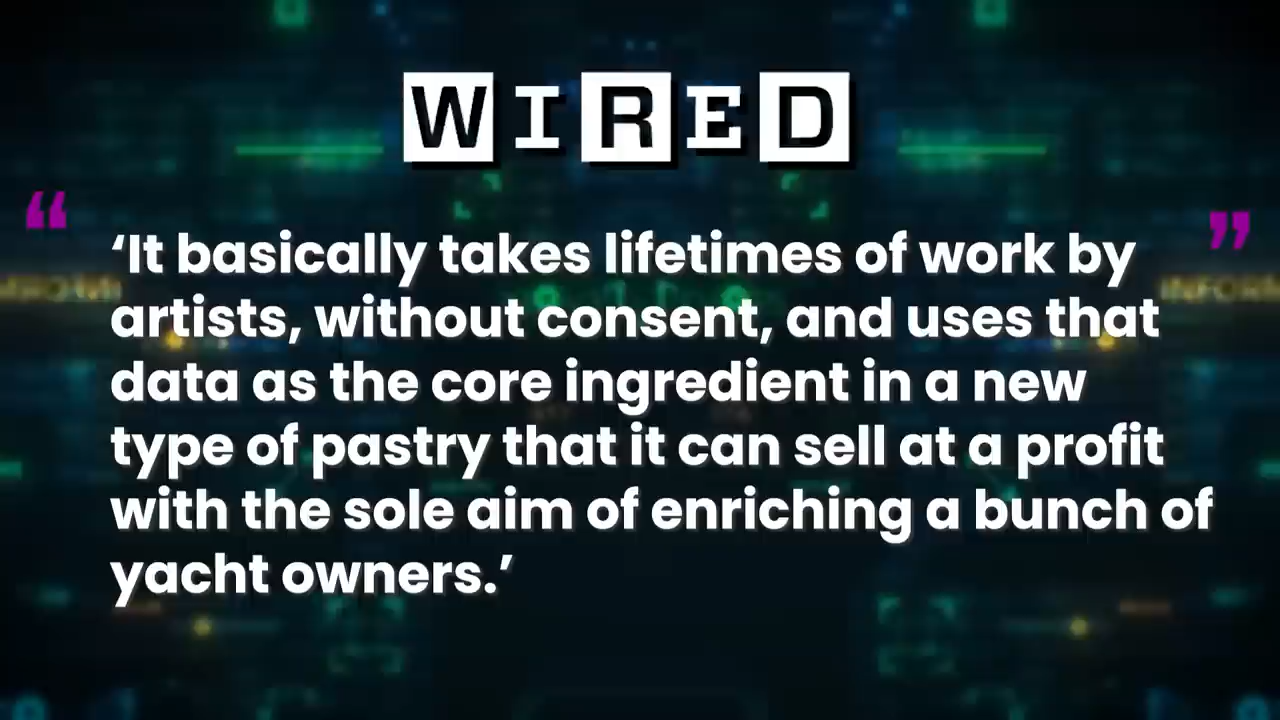 WIRED
“ ‘It basically takes lifetimes of work by ”
artists, without consent, and uses that
data as the core ingredient in a new
type of pastry that it can sell at a profit
with the sole aim of enriching a bunch of
yacht owners.’